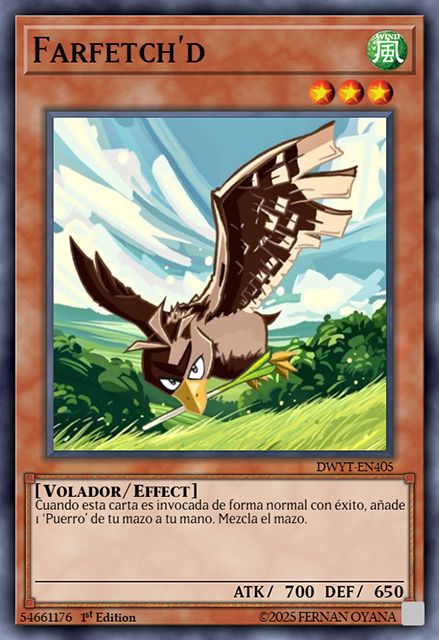 FARFETCH'D
WIND
風
DWYT-EN405
[VOLADOR/EFFECT]
Cuando esta carta es invocada de forma normal con éxito, añade
1 'Puerro' de tu mazo a tu mano. Mezcla el mazo.
ATK/ 700 DEF/ 650
54661176 1st Edition ©2025 FERNAN OYANA